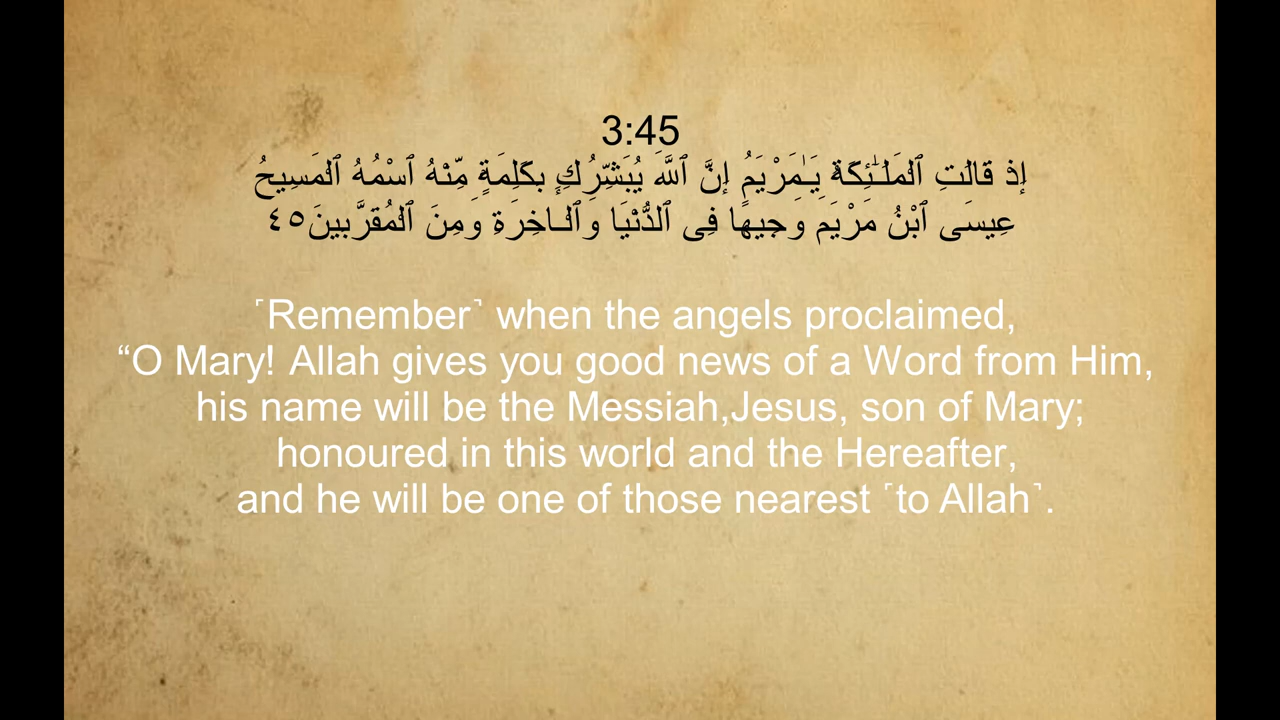 3:45
إِذْ قَالَتِ ٱلْمَلَـٰٓئِكَةُ يَـٰمَرْيَمُ إِنَّ ٱللَّهَ يُبَشِّرُكِ بِكَلِمَةٍ مِّنْهُ ٱسْمُهُ ٱلْمَسِيحُ
عِيسَى ٱبْنُ مَرْيَمَ وَجِيهًا فِى ٱلدُّنْيَا وَٱلْـَٔاخِرَةِ وَمِنَ ٱلْمُقَرَّبِينَ ٤٥
˹Remember˺ when the angels proclaimed,
“O Mary! Allah gives you good news of a Word from Him,
his name will be the Messiah,Jesus, son of Mary;
honoured in this world and the Hereafter,
and he will be one of those nearest ˹to Allah˺.